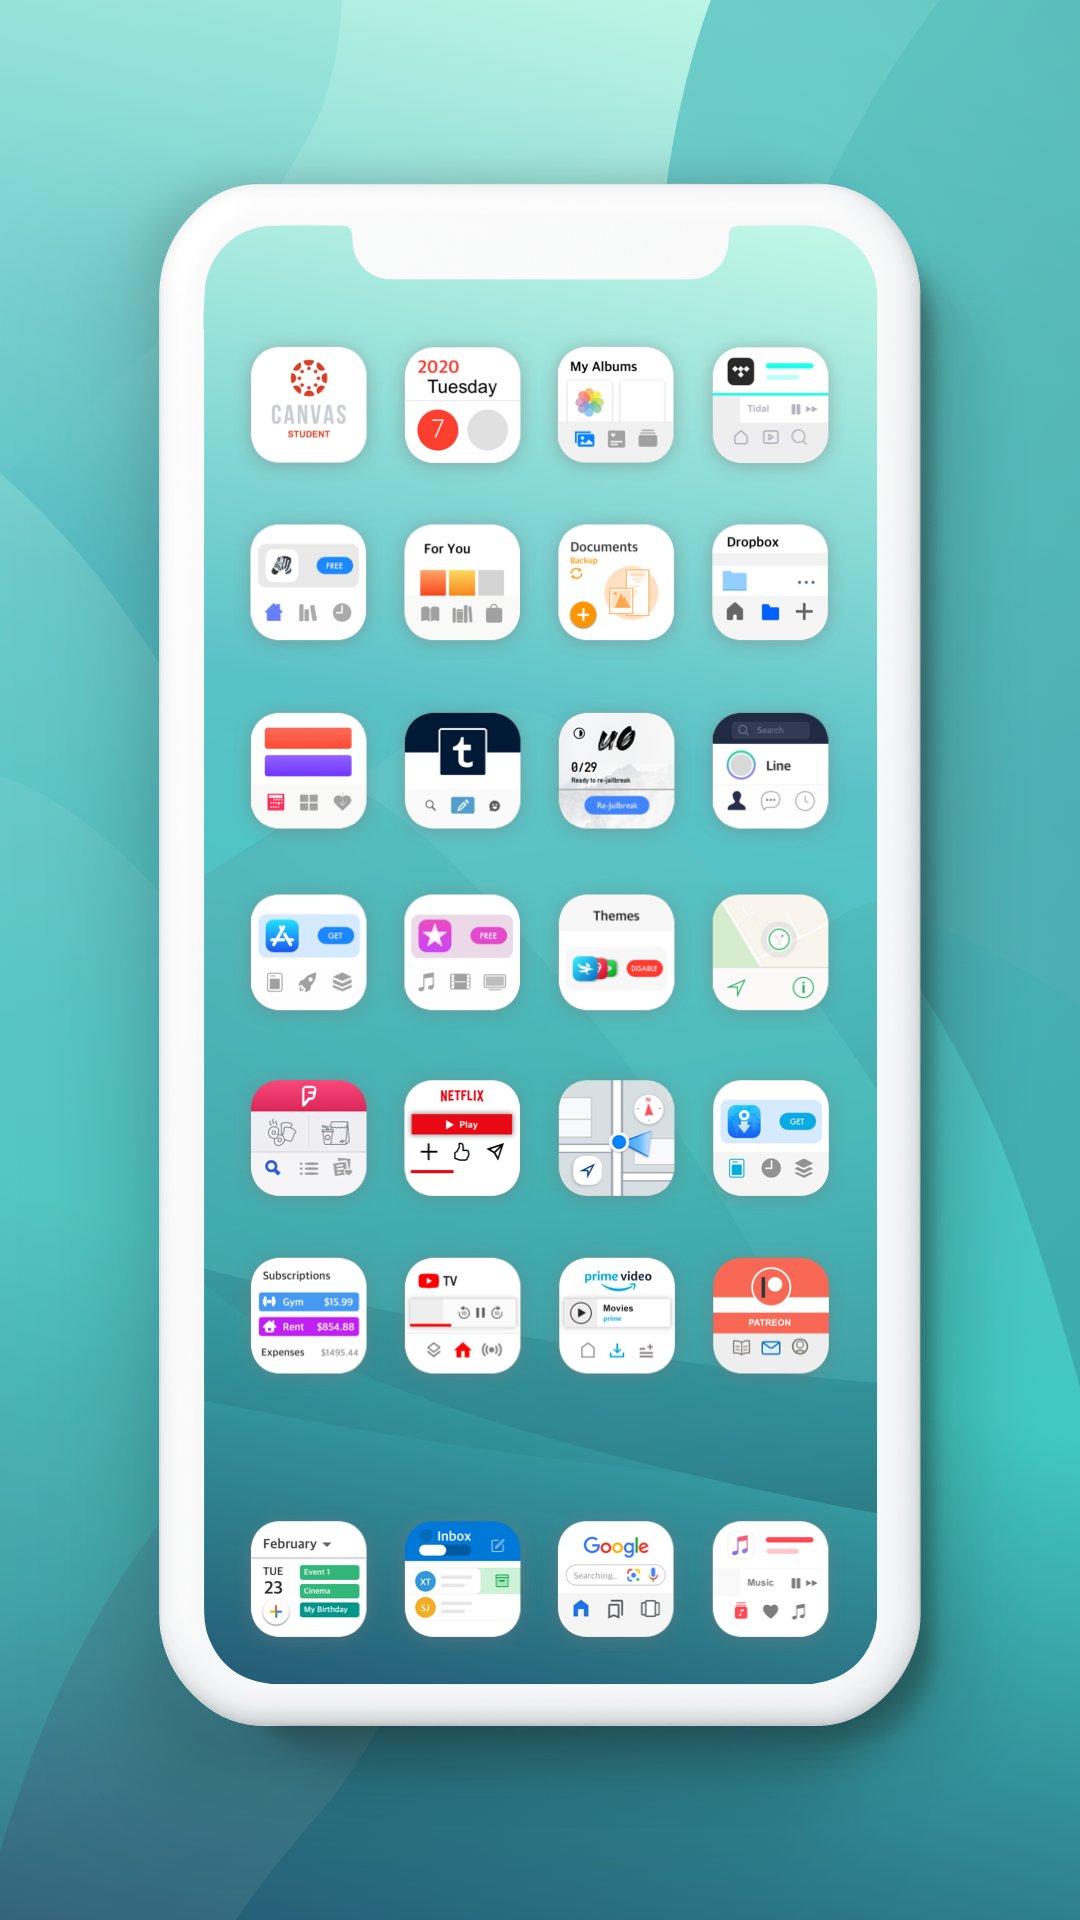 CANVAS
STUDENT
2020
Tuesday
7
My Albums
Tidal
FREE
For You
Documents
Backup
Dropbox
t
u0
0/29
Ready to re-jailbreak
Re-Jailbreak
Search
Line
GET
FREE
Themes
DISABLE
NETFLIX
Play
N
GET
Subscriptions
Gym $15.99
Rent $854.88
Expenses $1495.44
TV
10 10
prime video
Movies
prime
PATREON
February
TUE
23
Event 1
Cinema
My Birthday
Inbox
XT
SJ
Google
Searching..
Music